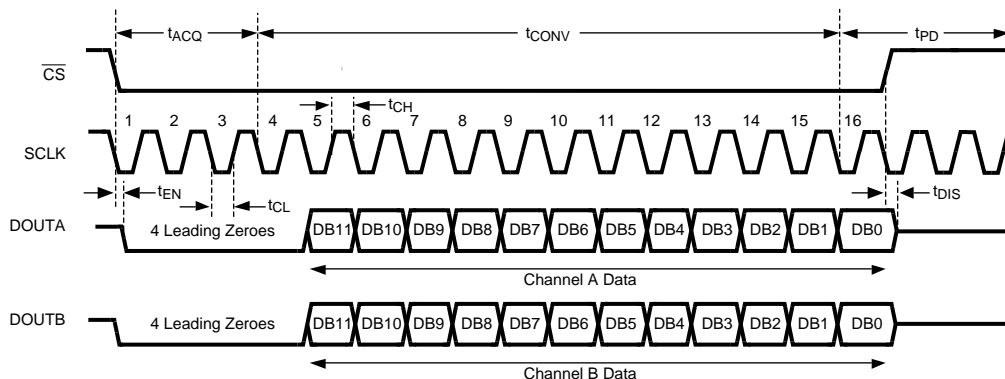 tACQ tCONV tPD
CS
tCH
1 2 3 4 5 6 7 8 9 10 11 12 13 14 15 16
SCLK
tEN tCL tDIS
DOUTA 4 Leading Zeroes DB11 DB10 DB9 DB8 DB7 DB6 DB5 DB4 DB3 DB2 DB1 DB0
Channel A Data
DOUTB 4 Leading Zeroes DB11 DB10 DB9 DB8 DB7 DB6 DB5 DB4 DB3 DB2 DB1 DB0
Channel B Data